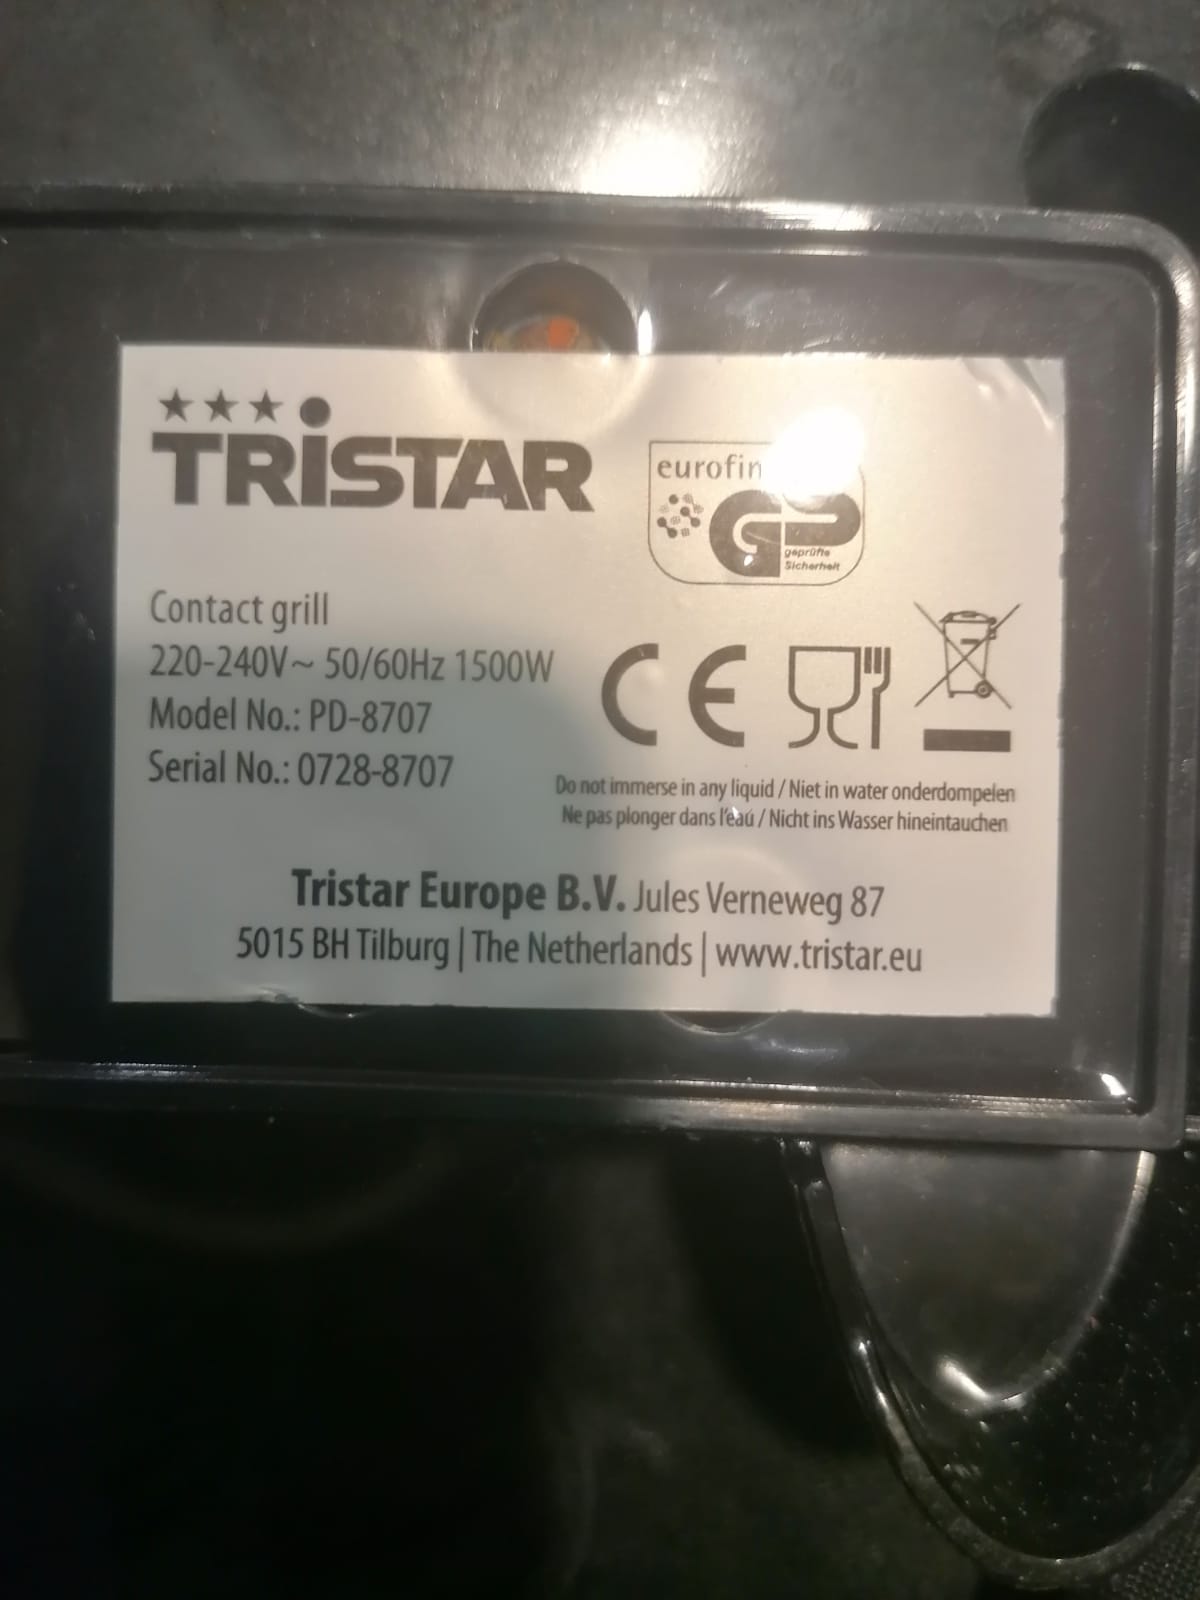 TRISTAR
geprüfte
Sicherheit
Contact grill
220-240V~ 50/60Hz 1500W
Model No.: PD-8707
Serial No.: 0728-8707
CE
Do not immerse in any liquid / Niet in water onderdompelen
Ne pas plonger dans l'eau / Nicht ins Wasser hineintauchen
Tristar Europe B.V. Jules Verneweg 87
5015 BH Tilburg | The Netherlands | www.tristar.eu